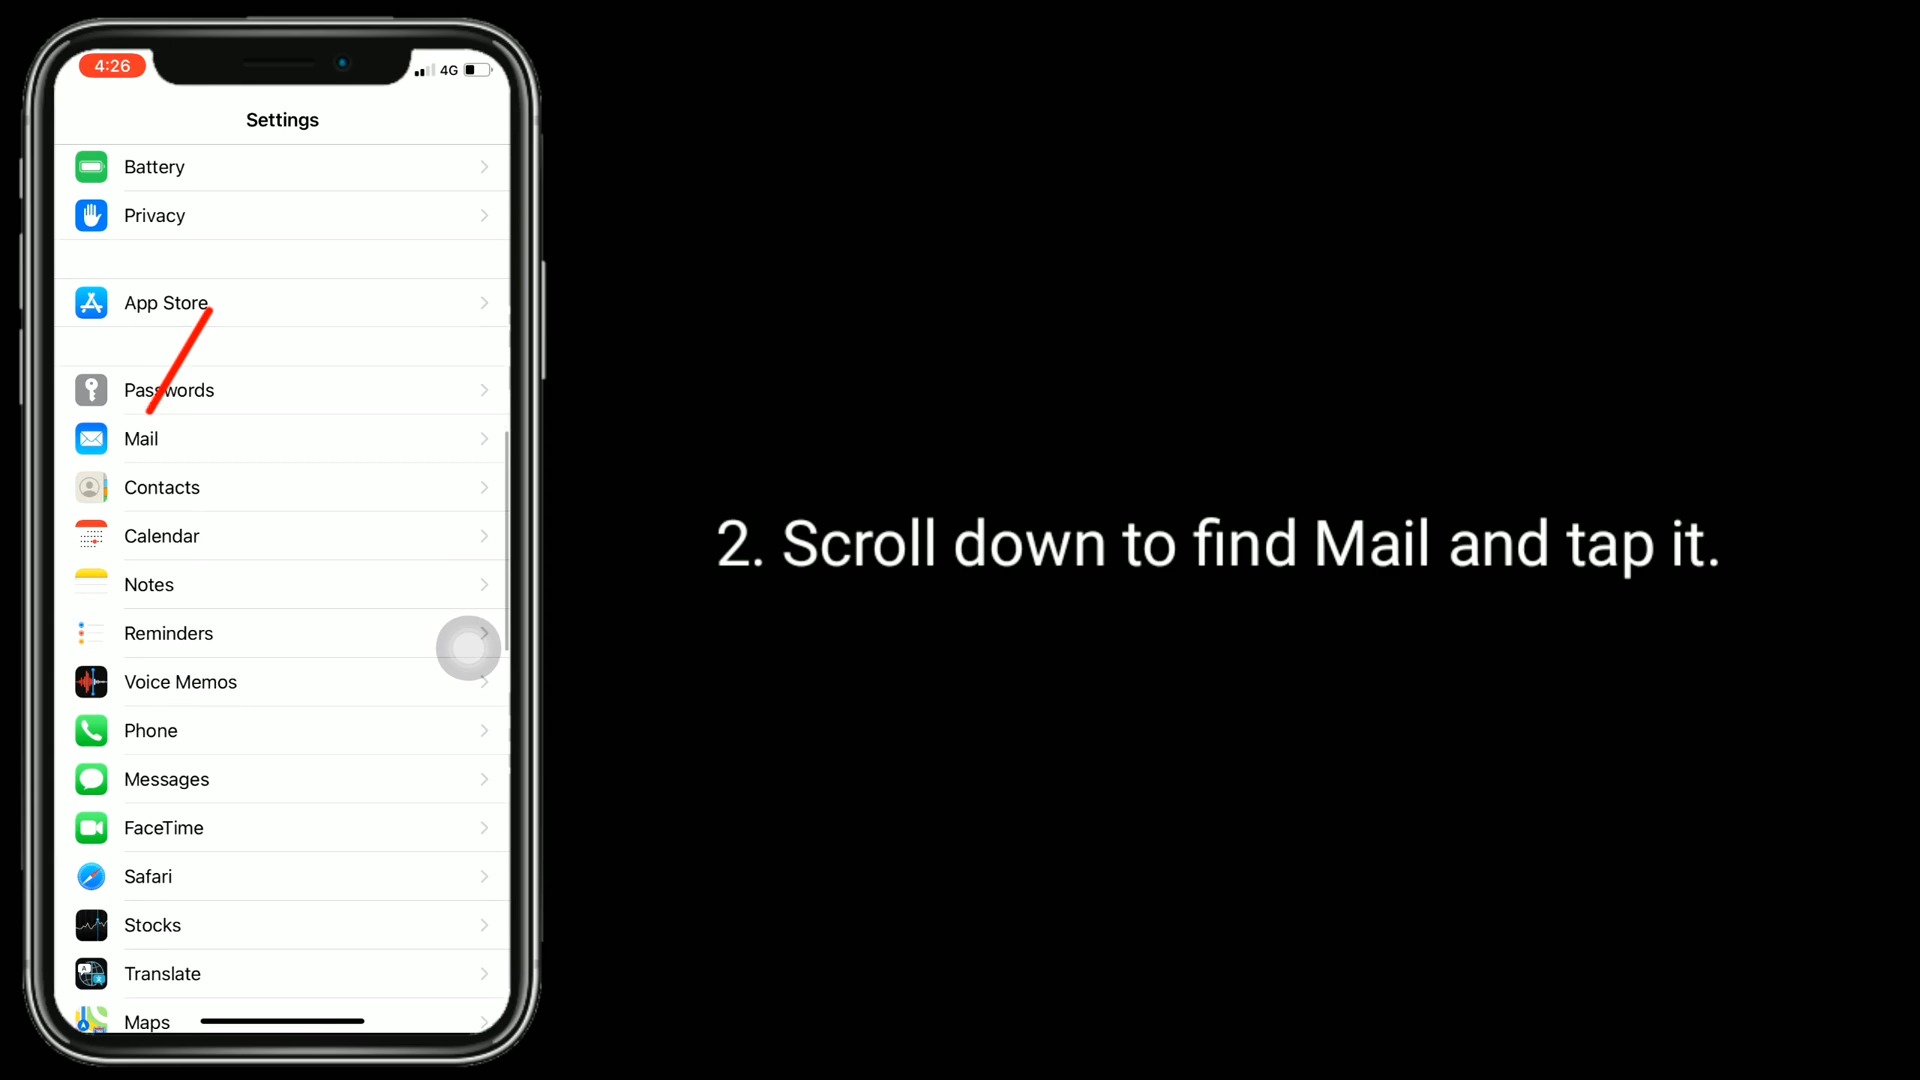 4:26
4G
Settings
Battery
Privacy
App Store
Passwords
Mail
Contacts
Calendar
Notes
Reminders
Voice Memos
Phone
Messages
FaceTime
Safari
Stocks
Translate
Maps
2. Scroll down to find Mail and tap it.